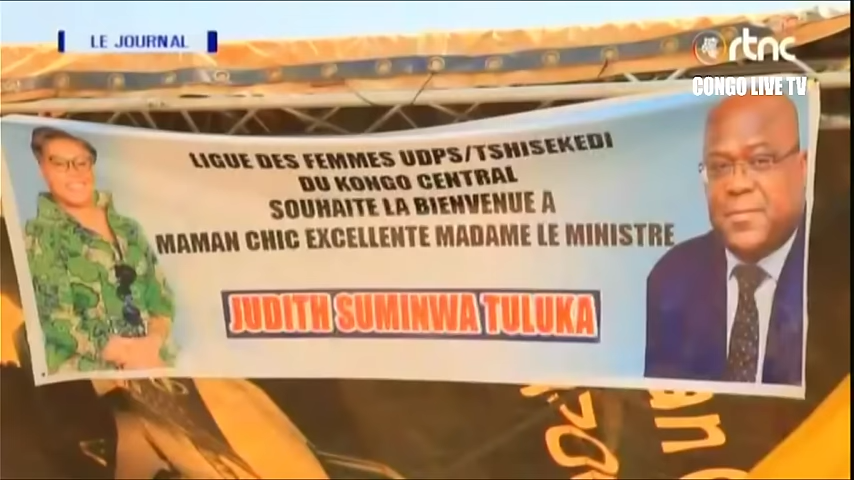 LE JOURNAL
rtnc
CONGO LIVE TV
LIGUE DES FEMMES UDPS/TSHISEKEDI
DU KONGO CENTRAL
SOUHAITE LA BIENVENUE A
MAMAN CHIC EXCELLENTE MADAME LE MINISTRE
JUDITH SUMINWA TULUKA